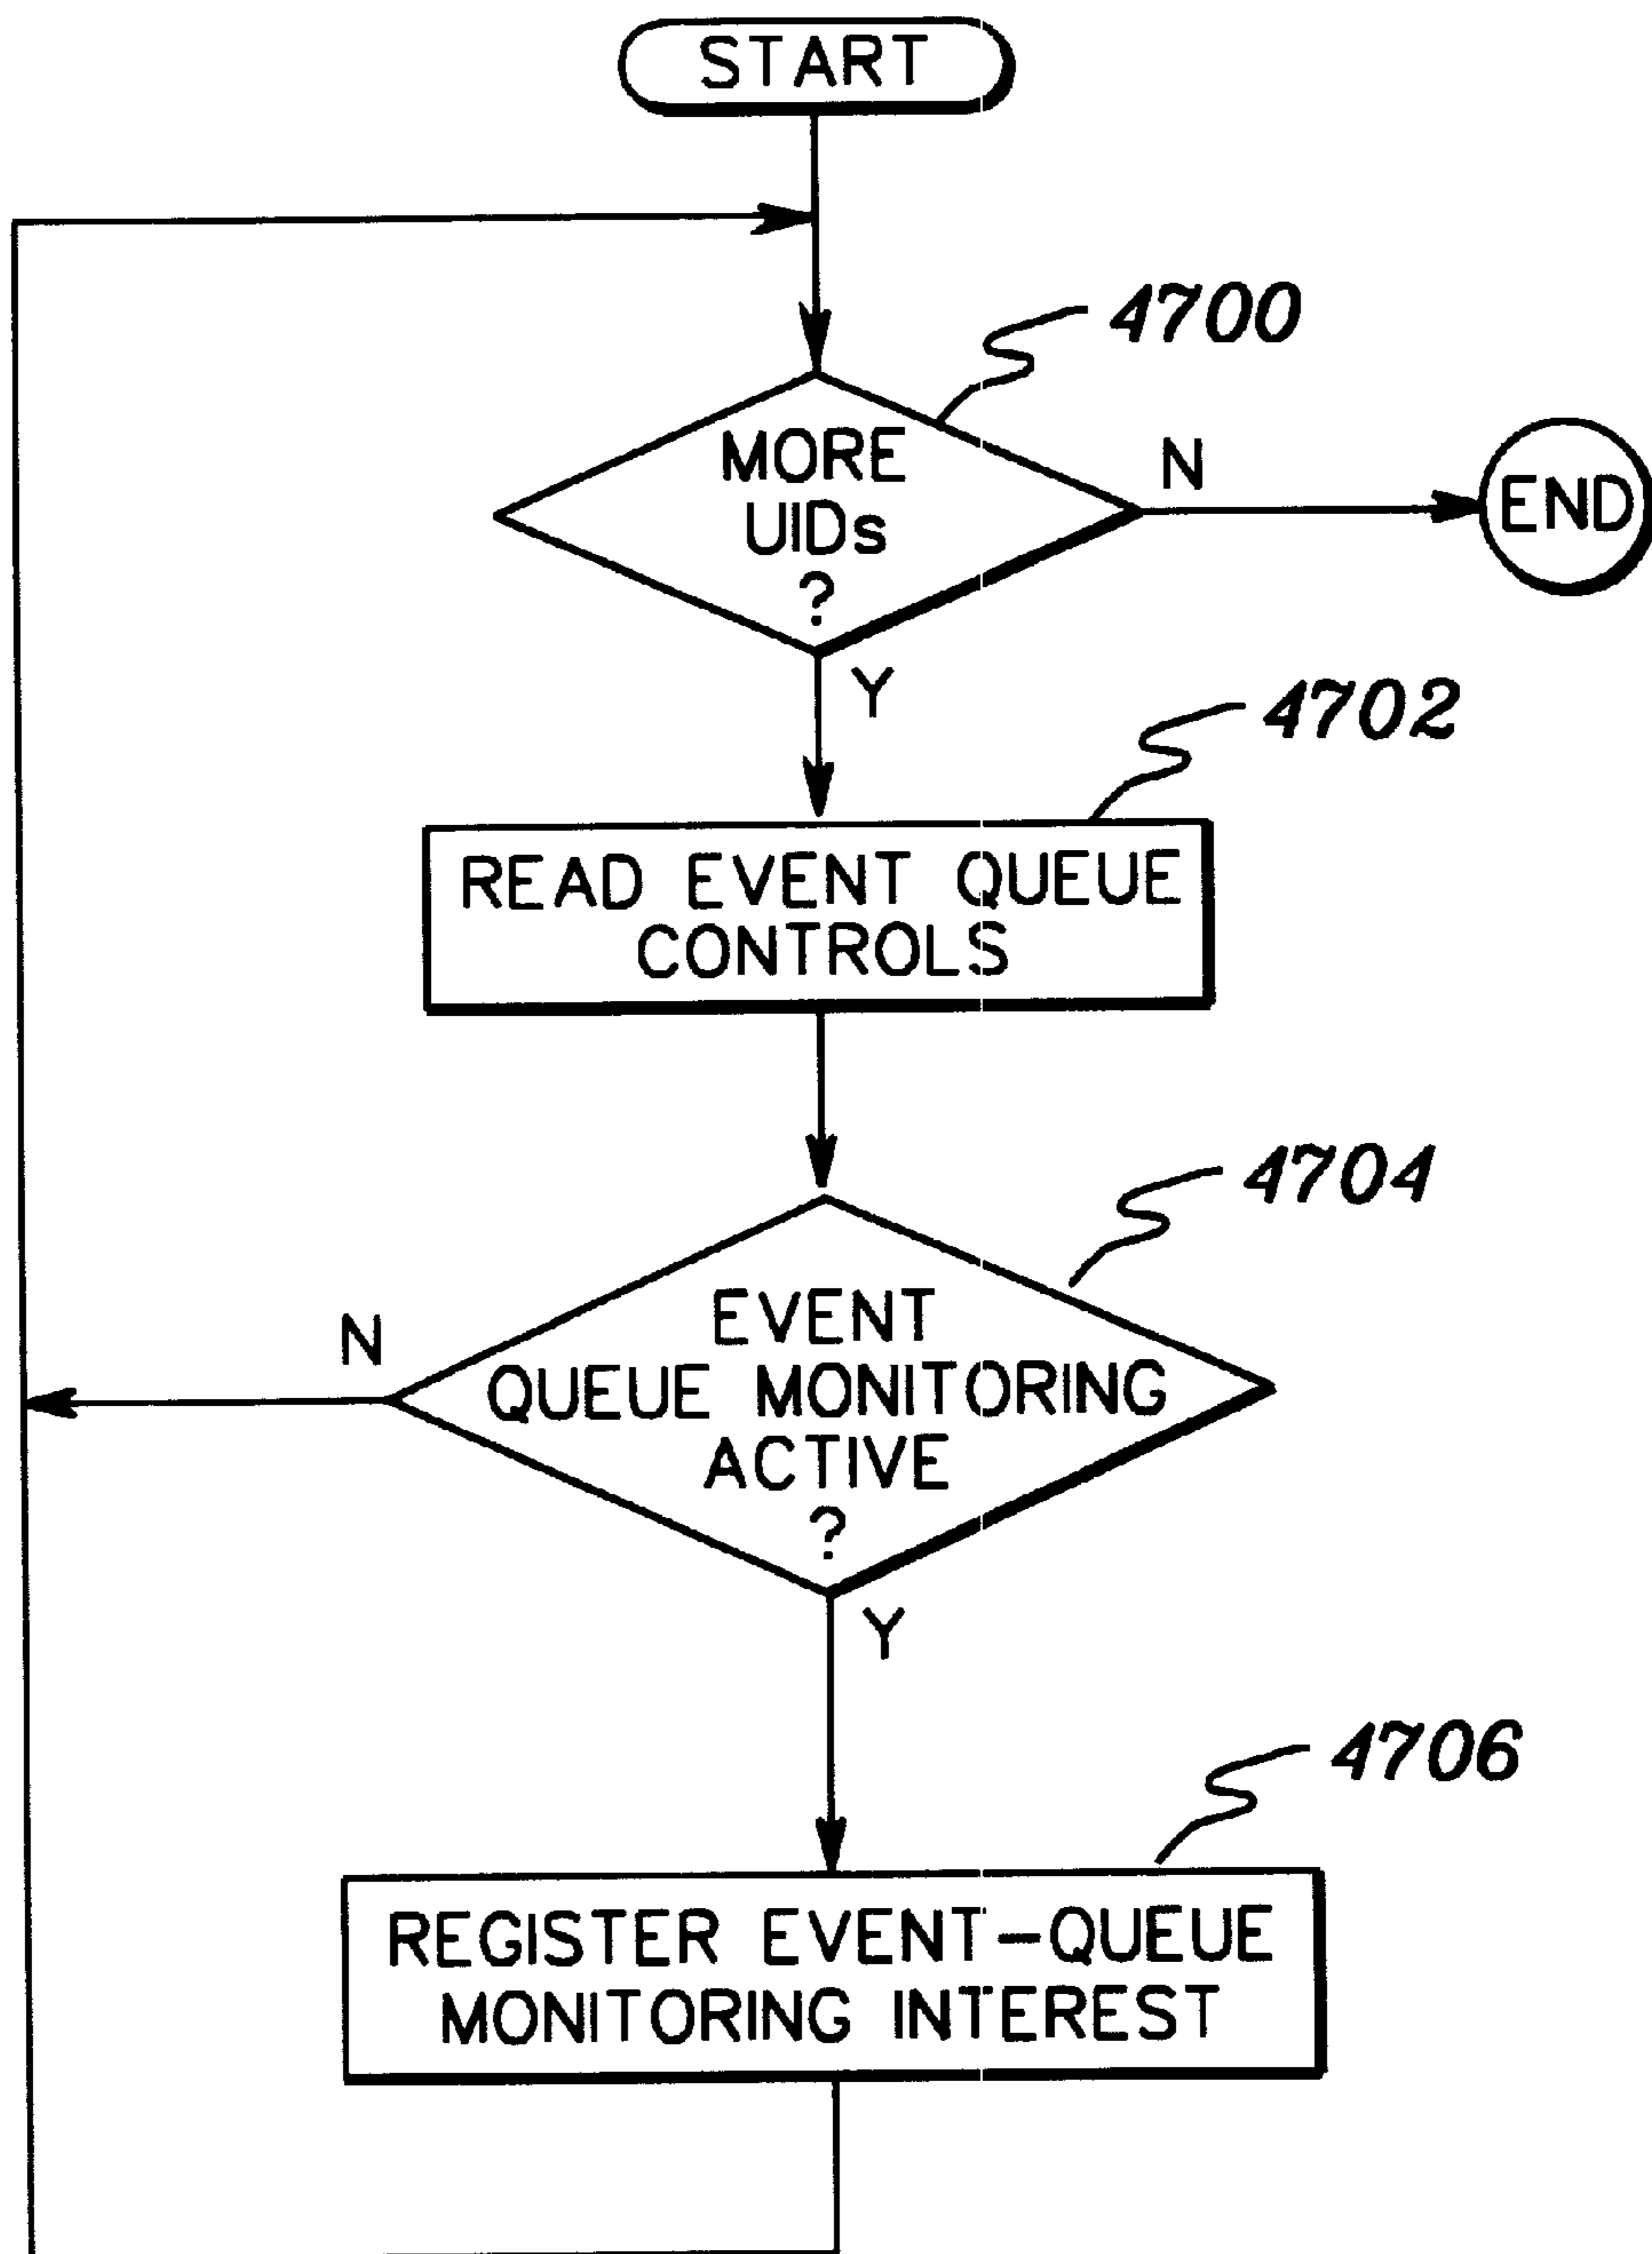 START
4700
MORE
UIDs
?
N
END
Y
4702
READ EVENT QUEUE
CONTROLS
4704
EVENT
QUEUE MONITORING
ACTIVE
?
N
Y
4706
REGISTER EVENT-QUEUE
MONITORING INTEREST